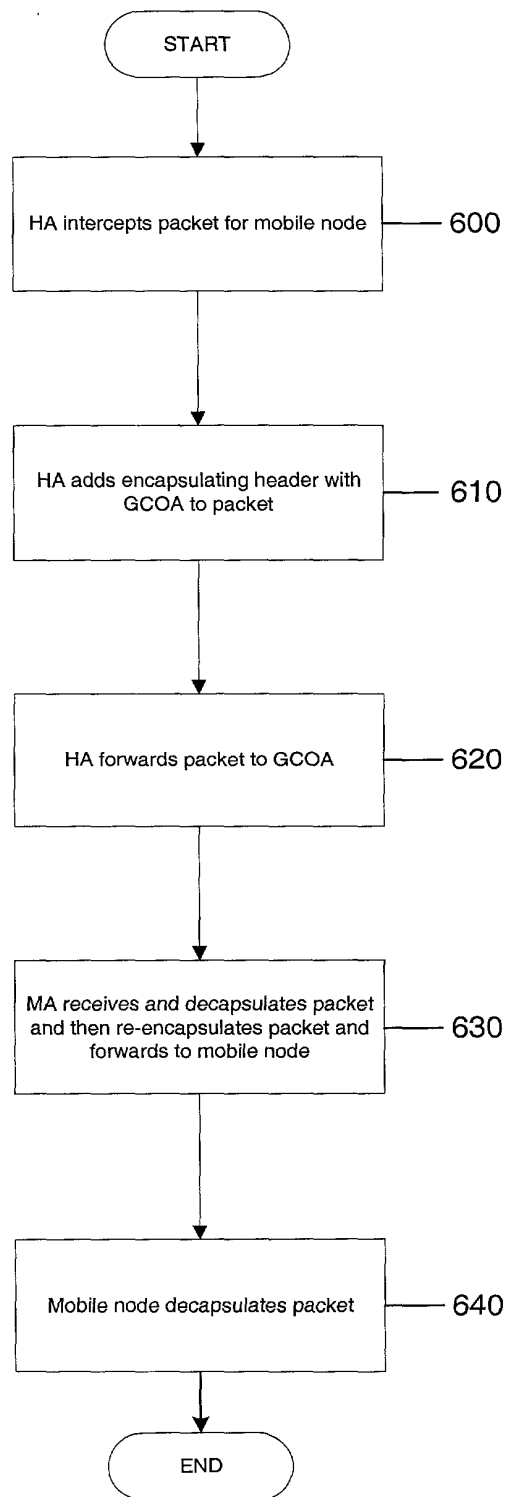 START
HA intercepts packet for mobile node
600
HA adds encapsulating header with
GCOA to packet
610
HA forwards packet to GCOA
620
MA receives and decapsulates packet
and then re-encapsulates packet and
forwards to mobile node
630
Mobile node decapsulates packet
640
END